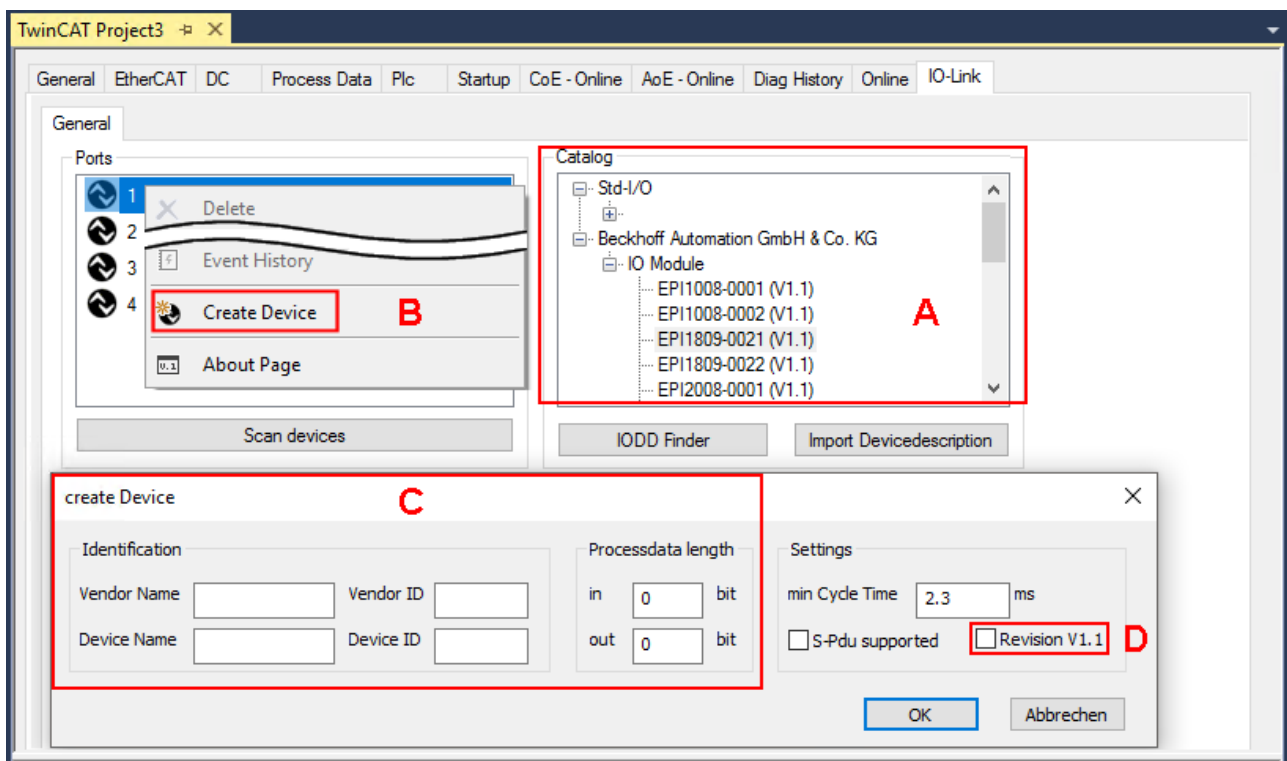 TwinCAT Project3
General EtherCAT DC Process Data Plc Startup CoE - Online AoE - Online Diag History Online IO-Link
General
Ports
1
2
3
4
Delete
Event History
Create Device
B
About Page
Scan devices
Catalog
Std-I/O
Beckhoff Automation GmbH & Co. KG
IO Module
EPI1008-0001 (V1.1)
EPI1008-0002 (V1.1)
EPI1809-0021 (V1.1)
EPI1809-0022 (V1.1)
EPI2008-0001 (V1.1)
A
IODD Finder Import Devicedescription
create Device
C
Identification
Vendor Name Vendor ID
Device Name Device ID
Processdata length
in 0 bit
out 0 bit
Settings
min Cycle Time 2.3 ms
S-Pdu supported Revision V1.1 D
OK Abbrechen